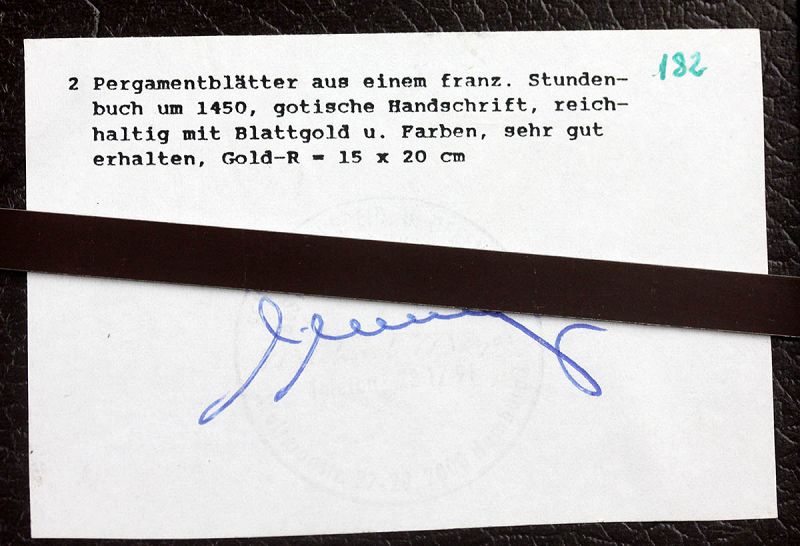 182
2 Pergamentblätter aus einem franz. Stunden-
buch um 1450, gotische Handschrift, reich-
haltig mit Blattgold u. Farben, sehr gut
erhalten, Gold-R = 15 x 20 cm